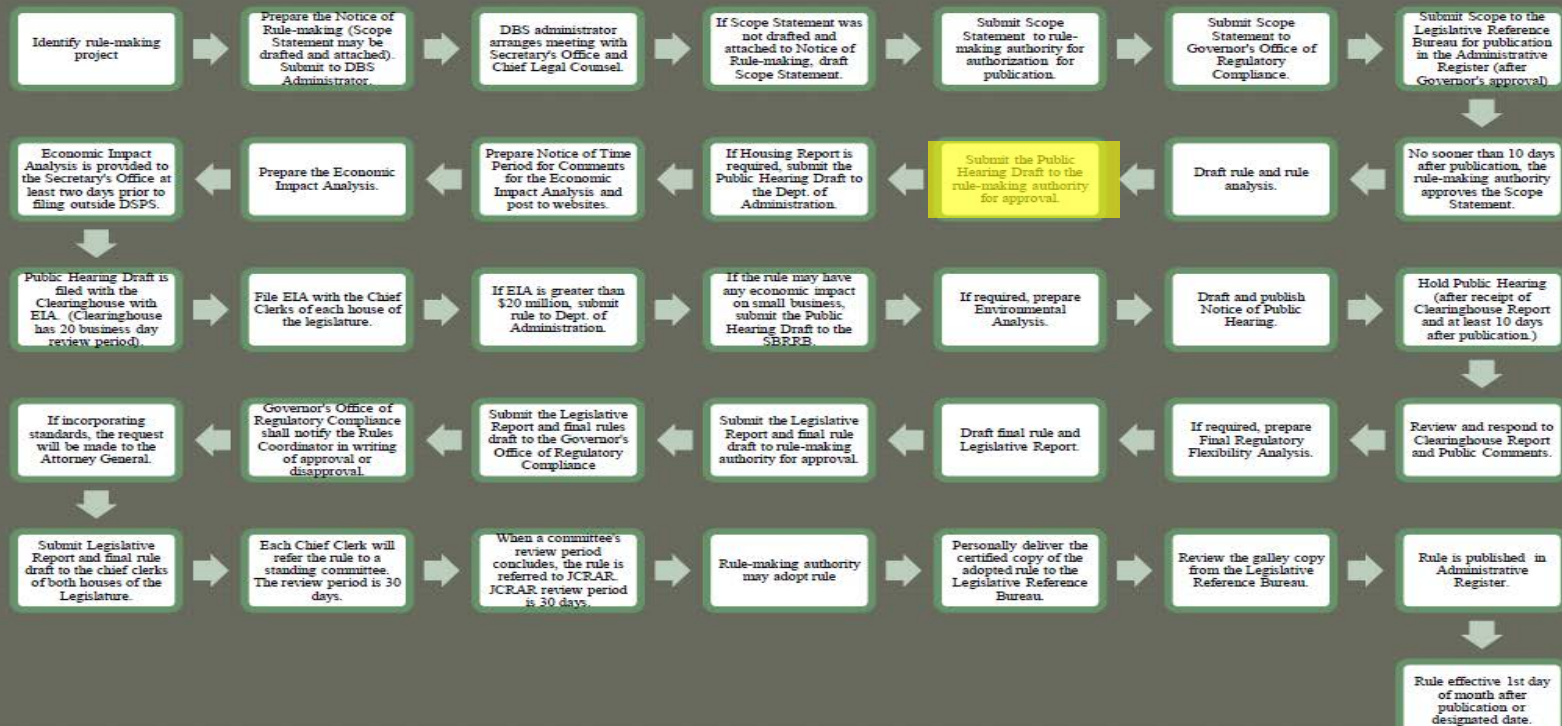 Identify rule-making
project
Prepare the Notice of
Rule-making (Scope
Statement may be
drafted and attached).
Submit to DBS
Administrator.
DBS administrator
arranges meeting with
Secretary's Office and
Chief Legal Counsel.
If Scope Statement was
not drafted and
attached to Notice of
Rule-making, draft
Scope Statement.
Submit Scope
Statement to rule-
making authority for
authorization for
publication.
Submit Scope
Statement to
Governor's Office of
Regulatory
Compliance.
Submit Scope to the
Legislative Reference
Bureau for publication
in the Administrative
Register (after
Governor's approval)
No sooner than 10 days
after publication, the
rule-making authority
approves the Scope
Statement.
Draft rule and rule
analysis.
Submit the Public
Hearing Draft to the
rule-making authority
for approval.
If Housing Report is
required, submit the
Public Hearing Draft to
the Dept. of
Administration.
Prepare Notice of Time
Period for Comments
for the Economic
Impact Analysis and
post to websites.
Prepare the Economic
Impact Analysis.
Economic Impact
Analysis is provided to
the Secretary's Office at
least two days prior to
filing outside DSPS.
Public Hearing Draft is
filed with the
Clearinghouse with
EIA. (Clearinghouse
has 20 business day
review period).
File EIA with the Chief
Clerks of each house of
the legislature.
If EIA is greater than
$20 million, submit
rule to Dept. of
Administration.
If the rule may have
any economic impact
on small business,
submit the Public
Hearing Draft to the
SBRRB.
If required, prepare
Environmental
Analysis.
Draft and publish
Notice of Public
Hearing.
Hold Public Hearing
(after receipt of
Clearinghouse Report
and at least 10 days
after publication.)
Review and respond to
Clearinghouse Report
and Public Comments.
If required, prepare
Final Regulatory
Flexibility Analysis.
Draft final rule and
Legislative Report.
Submit the Legislative
Report and final rule
draft to rule-making
authority for approval.
Submit the Legislative
Report and final rules
draft to the Governor's
Office of Regulatory
Compliance
Governor's Office of
Regulatory Compliance
shall notify the Rules
Coordinator in writing
of approval or
disapproval.
If incorporating
standards, the request
will be made to the
Attorney General.
Submit Legislative
Report and final rule
draft to the chief clerks
of both houses of the
Legislature.
Each Chief Clerk will
refer the rule to a
standing committee.
The review period is 30
days.
When a committee's
review period
concludes, the rule is
referred to JCRAR.
JCRAR review period
is 30 days.
Rule-making authority
may adopt rule
Personally deliver the
certified copy of the
adopted rule to the
Legislative Reference
Bureau.
Review the galley copy
from the Legislative
Reference Bureau.
Rule is published in
Administrative
Register.
Rule effective 1st day
of month after
publication or
designated date.